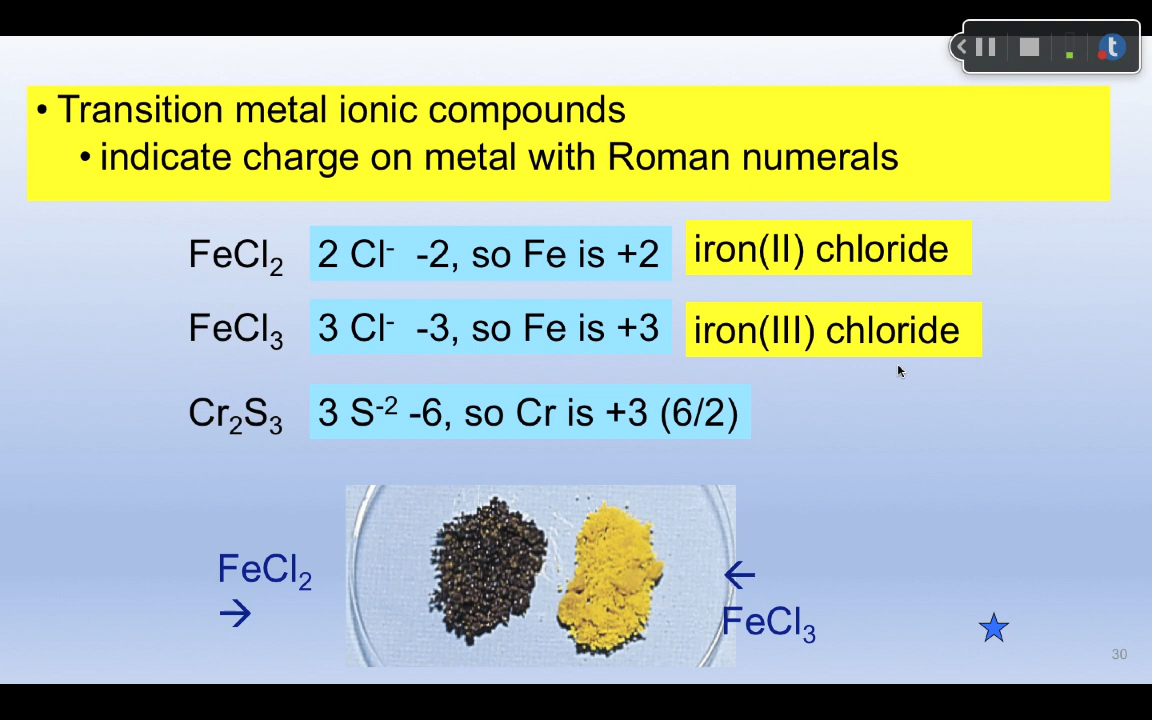 • Transition metal ionic compounds
• indicate charge on metal with Roman numerals
FeCl₂ 2 Cl⁻ -2, so Fe is +2 iron(II) chloride
FeCl₃ 3 Cl⁻ -3, so Fe is +3 iron(III) chloride
Cr₂S₃ 3 S⁻² -6, so Cr is +3 (6/2)
FeCl₂
→
←
FeCl₃
30
t